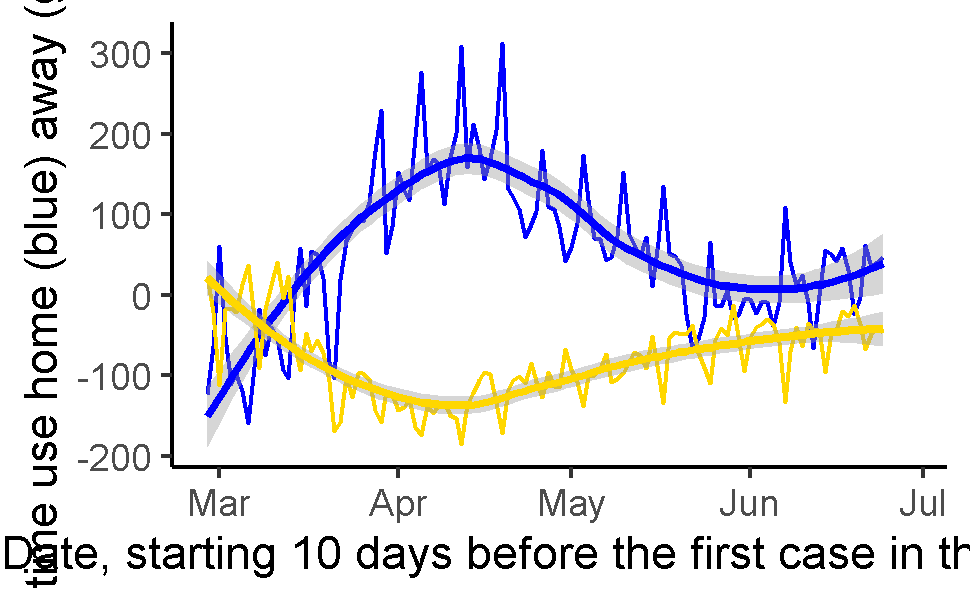 time use home (blue) away (
300
200
100
0
-100
-200
Mar Apr May Jun Jul
Date, starting 10 days before the first case in th